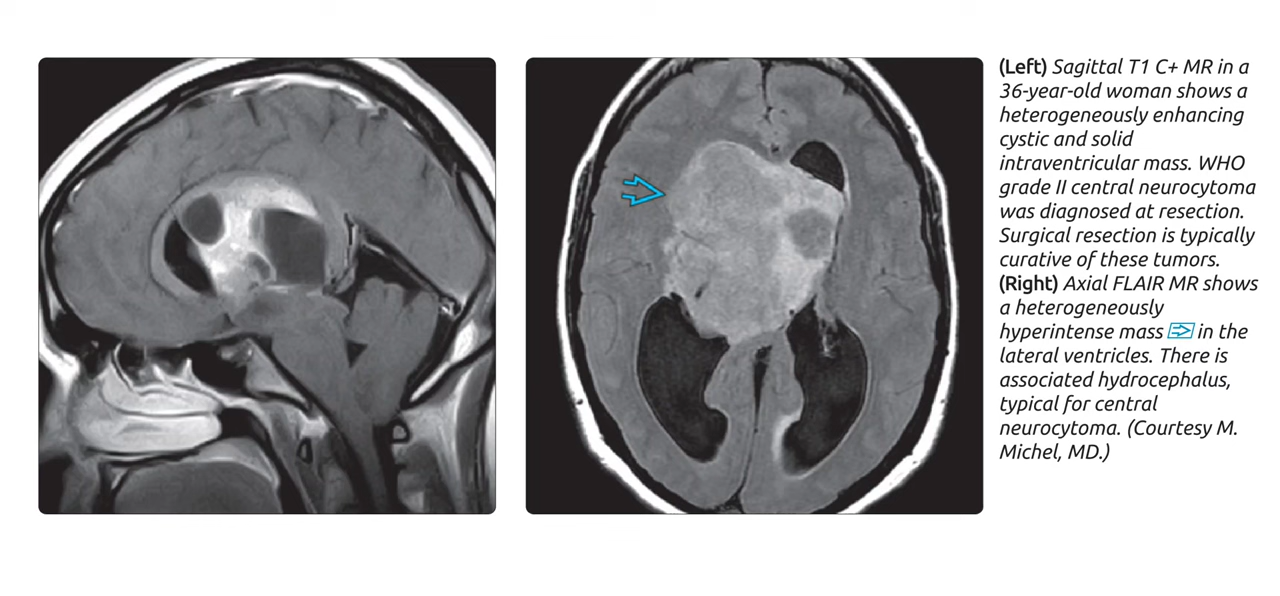 (Left) Sagittal T1 C+ MR in a
36-year-old woman shows a
heterogeneously enhancing
cystic and solid
intraventricular mass. WHO
grade II central neurocytoma
was diagnosed at resection.
Surgical resection is typically
curative of these tumors.
(Right) Axial FLAIR MR shows
a heterogeneously
hyperintense mass in the
lateral ventricles. There is
associated hydrocephalus,
typical for central
neurocytoma. (Courtesy M.
Michel, MD.)